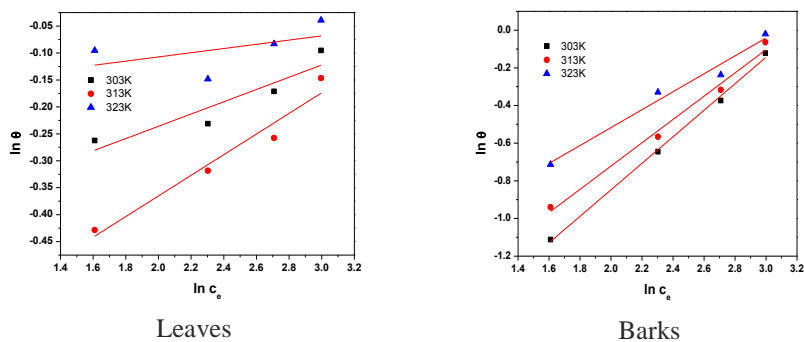 -0.05
-0.10
-0.15
-0.20
-0.25
-0.30
-0.35
-0.40
-0.45
ln θ
303K
313K
323K
1.4 1.6 1.8 2.0 2.2 2.4 2.6 2.8 3.0 3.2
ln c_e
Leaves
0.0
-0.2
-0.4
-0.6
-0.8
-1.0
-1.2
ln θ
303K
313K
323K
1.4 1.6 1.8 2.0 2.2 2.4 2.6 2.8 3.0 3.2
ln c_e
Barks